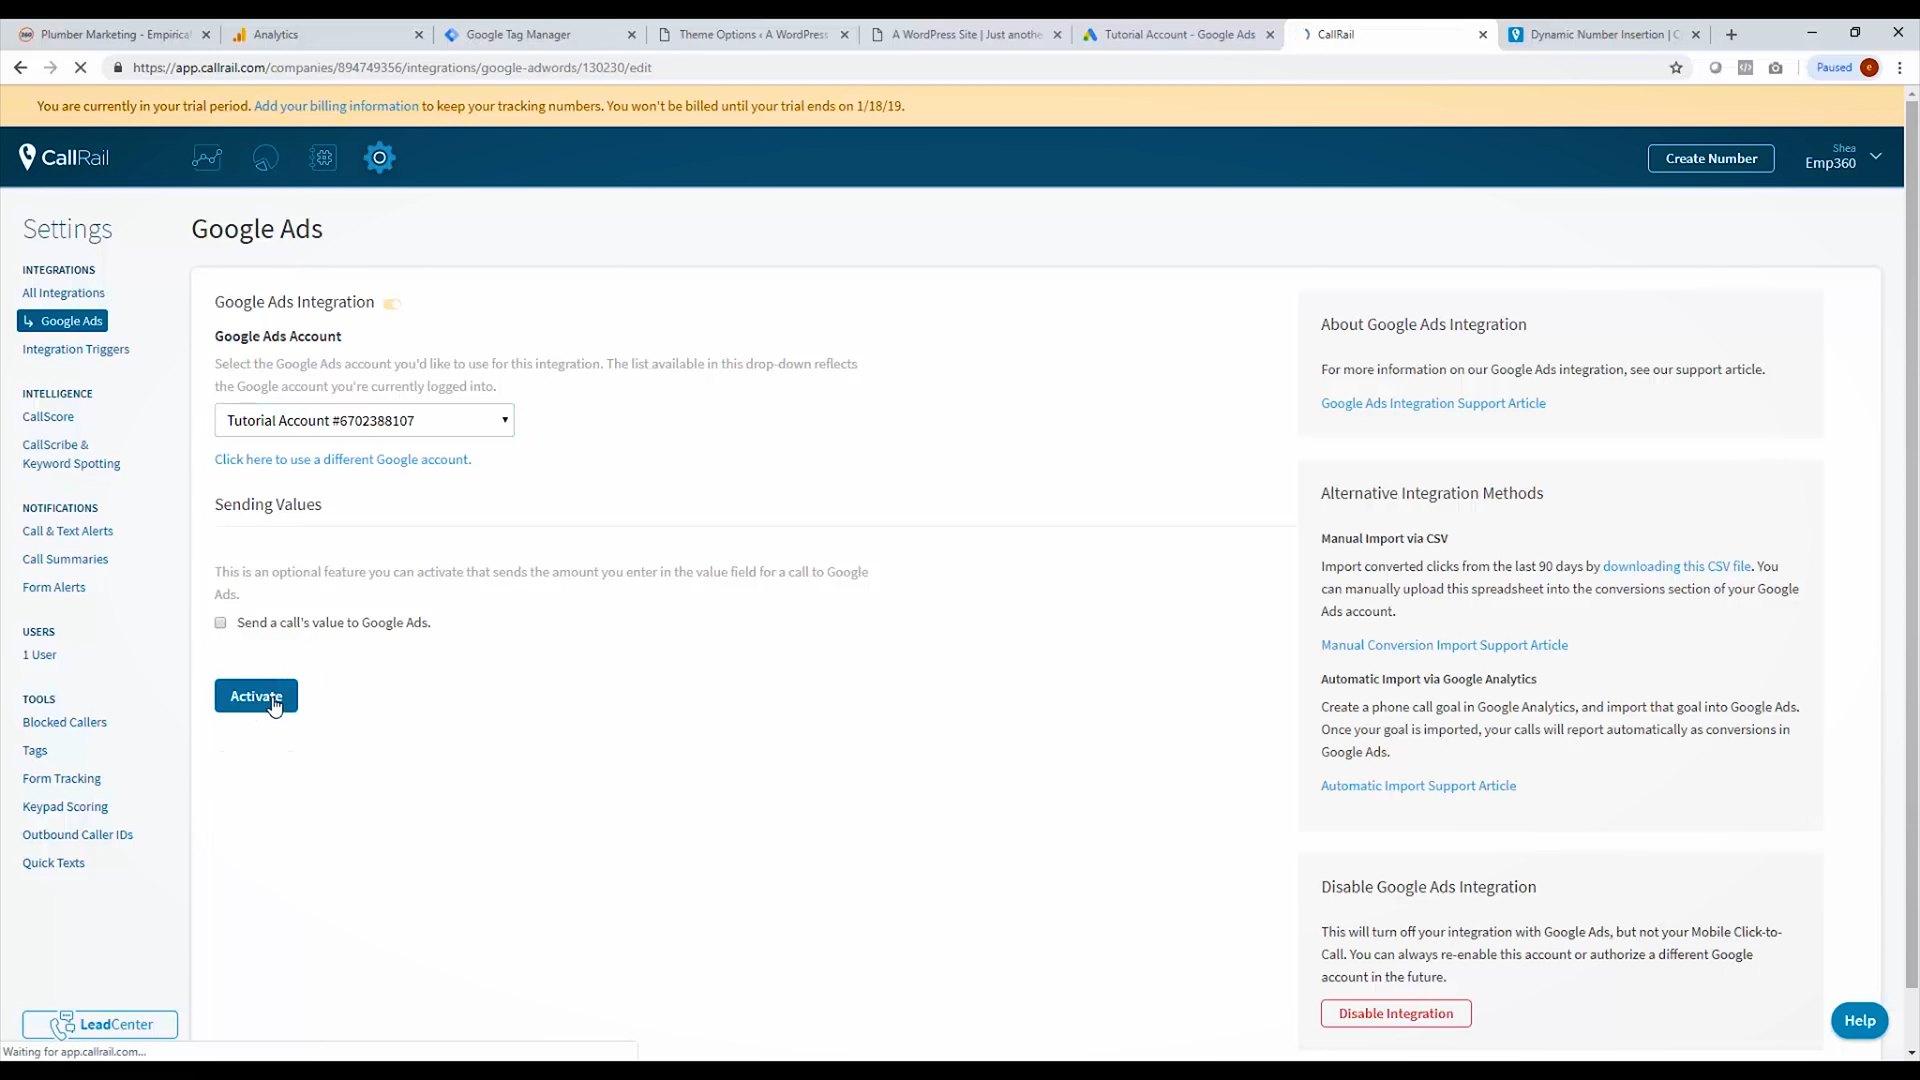 Plumber Marketing - Empirical
Analytics
Google Tag Manager
Theme Options ‹ A WordPress
A WordPress Site | Just anothe
Tutorial Account - Google Ads
CallRail
Dynamic Number Insertion | C
https://app.callrail.com/companies/894749356/integrations/google-adwords/130230/edit
Paused
e
You are currently in your trial period. Add your billing information to keep your tracking numbers. You won't be billed until your trial ends on 1/18/19.
CallRail
Create Number
Shea
Emp360
Settings
INTEGRATIONS
All Integrations
Google Ads
Integration Triggers
INTELLIGENCE
CallScore
CallScribe &
Keyword Spotting
NOTIFICATIONS
Call & Text Alerts
Call Summaries
Form Alerts
USERS
1 User
TOOLS
Blocked Callers
Tags
Form Tracking
Keypad Scoring
Outbound Caller IDs
Quick Texts
LeadCenter
Waiting for app.callrail.com...
Google Ads
Google Ads Integration
Google Ads Account
Select the Google Ads account you'd like to use for this integration. The list available in this drop-down reflects
the Google account you're currently logged into.
Tutorial Account #6702388107
Click here to use a different Google account.
Sending Values
This is an optional feature you can activate that sends the amount you enter in the value field for a call to Google
Ads.
Send a call's value to Google Ads.
Activate
About Google Ads Integration
For more information on our Google Ads integration, see our support article.
Google Ads Integration Support Article
Alternative Integration Methods
Manual Import via CSV
Import converted clicks from the last 90 days by downloading this CSV file. You
can manually upload this spreadsheet into the conversions section of your Google
Ads account.
Manual Conversion Import Support Article
Automatic Import via Google Analytics
Create a phone call goal in Google Analytics, and import that goal into Google Ads.
Once your goal is imported, your calls will report automatically as conversions in
Google Ads.
Automatic Import Support Article
Disable Google Ads Integration
This will turn off your integration with Google Ads, but not your Mobile Click-to-
Call. You can always re-enable this account or authorize a different Google
account in the future.
Disable Integration
Help